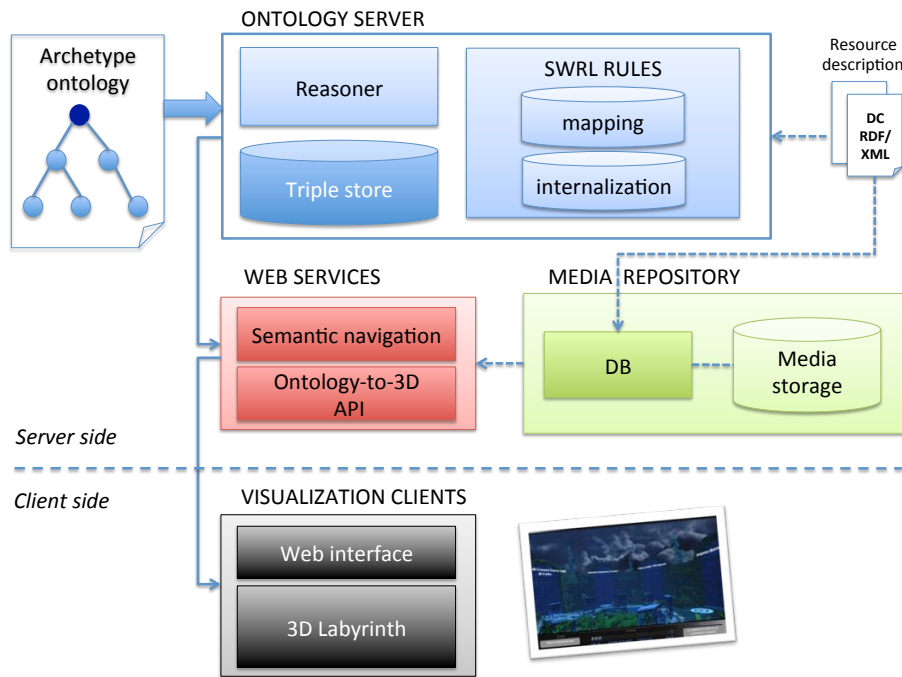 ONTOLOGY SERVER
Archetype
ontology
Reasoner
Triple store
SWRL RULES
mapping
internalization
Resource
description
DC
RDF/
XML
WEB SERVICES
Semantic navigation
Ontology-to-3D
API
MEDIA REPOSITORY
DB
Media
storage
Server side
Client side
VISUALIZATION CLIENTS
Web interface
3D Labyrinth